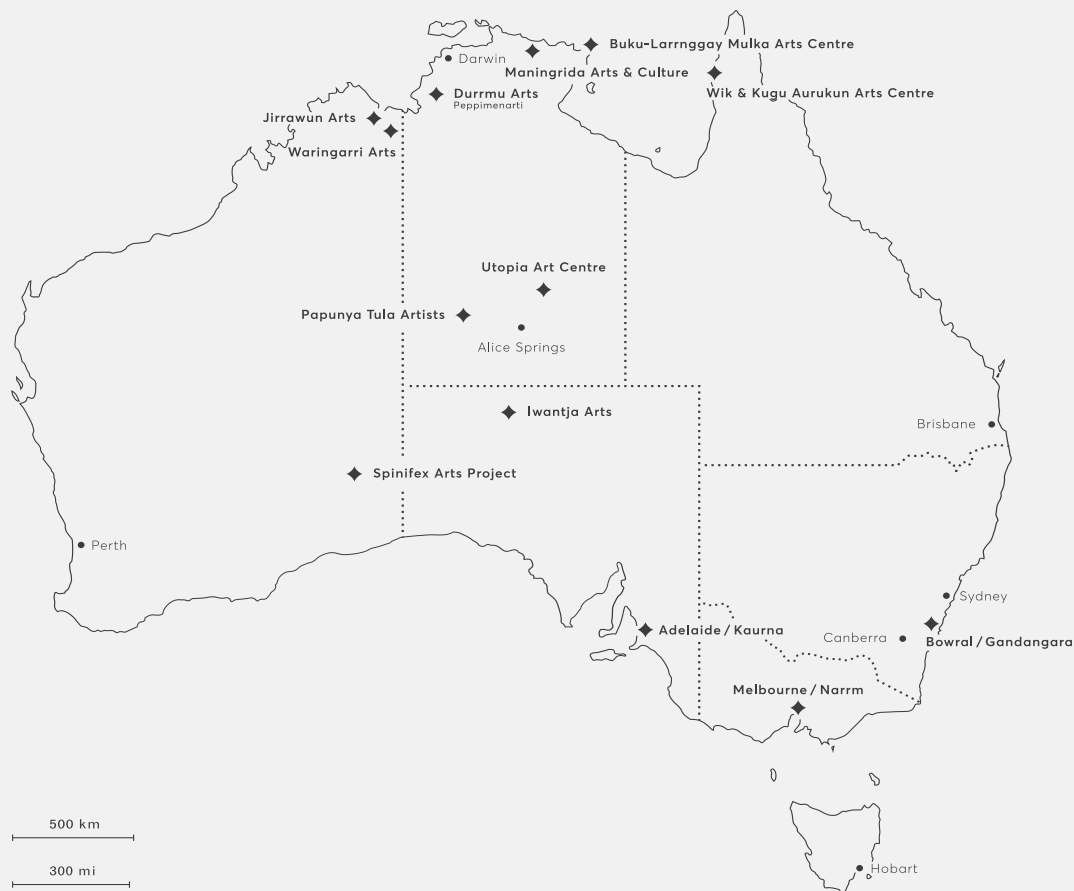 Buku-Larrnggay Mulka Arts Centre
Darwin
Maningrida Arts & Culture
Wik & Kugu Aurukun Arts Centre
Durrmu Arts
Peppimenarti
Jirrawun Arts
Waringarri Arts
Utopia Art Centre
Papunya Tula Artists
Alice Springs
Iwantja Arts
Brisbane
Spinifex Arts Project
Perth
Sydney
Adelaide / Kaurna
Canberra
Bowral / Gandangara
Melbourne / Narrm
500 km
300 mi
Hobart